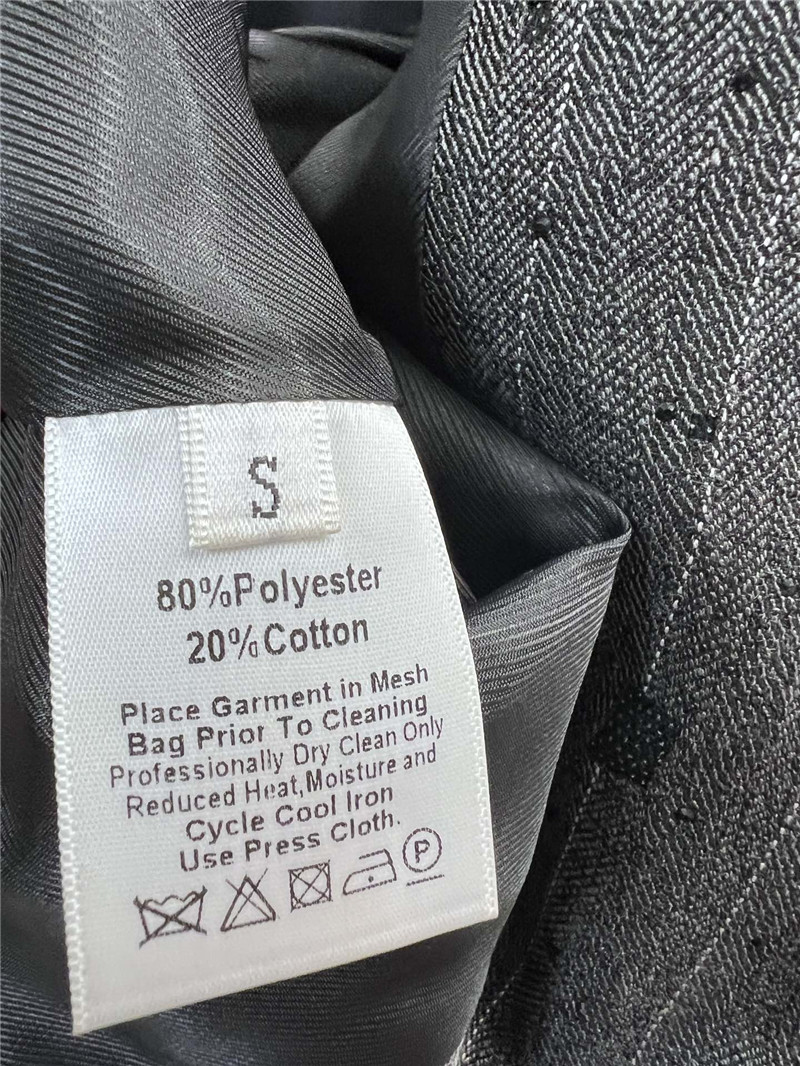 S
80%Polyester
20%Cotton
Place Garment in Mesh
Bag Prior To Cleaning
Professionally Dry Clean Only
Reduced Heat,Moisture and
Cycle Cool Iron
Use Press Cloth.
P